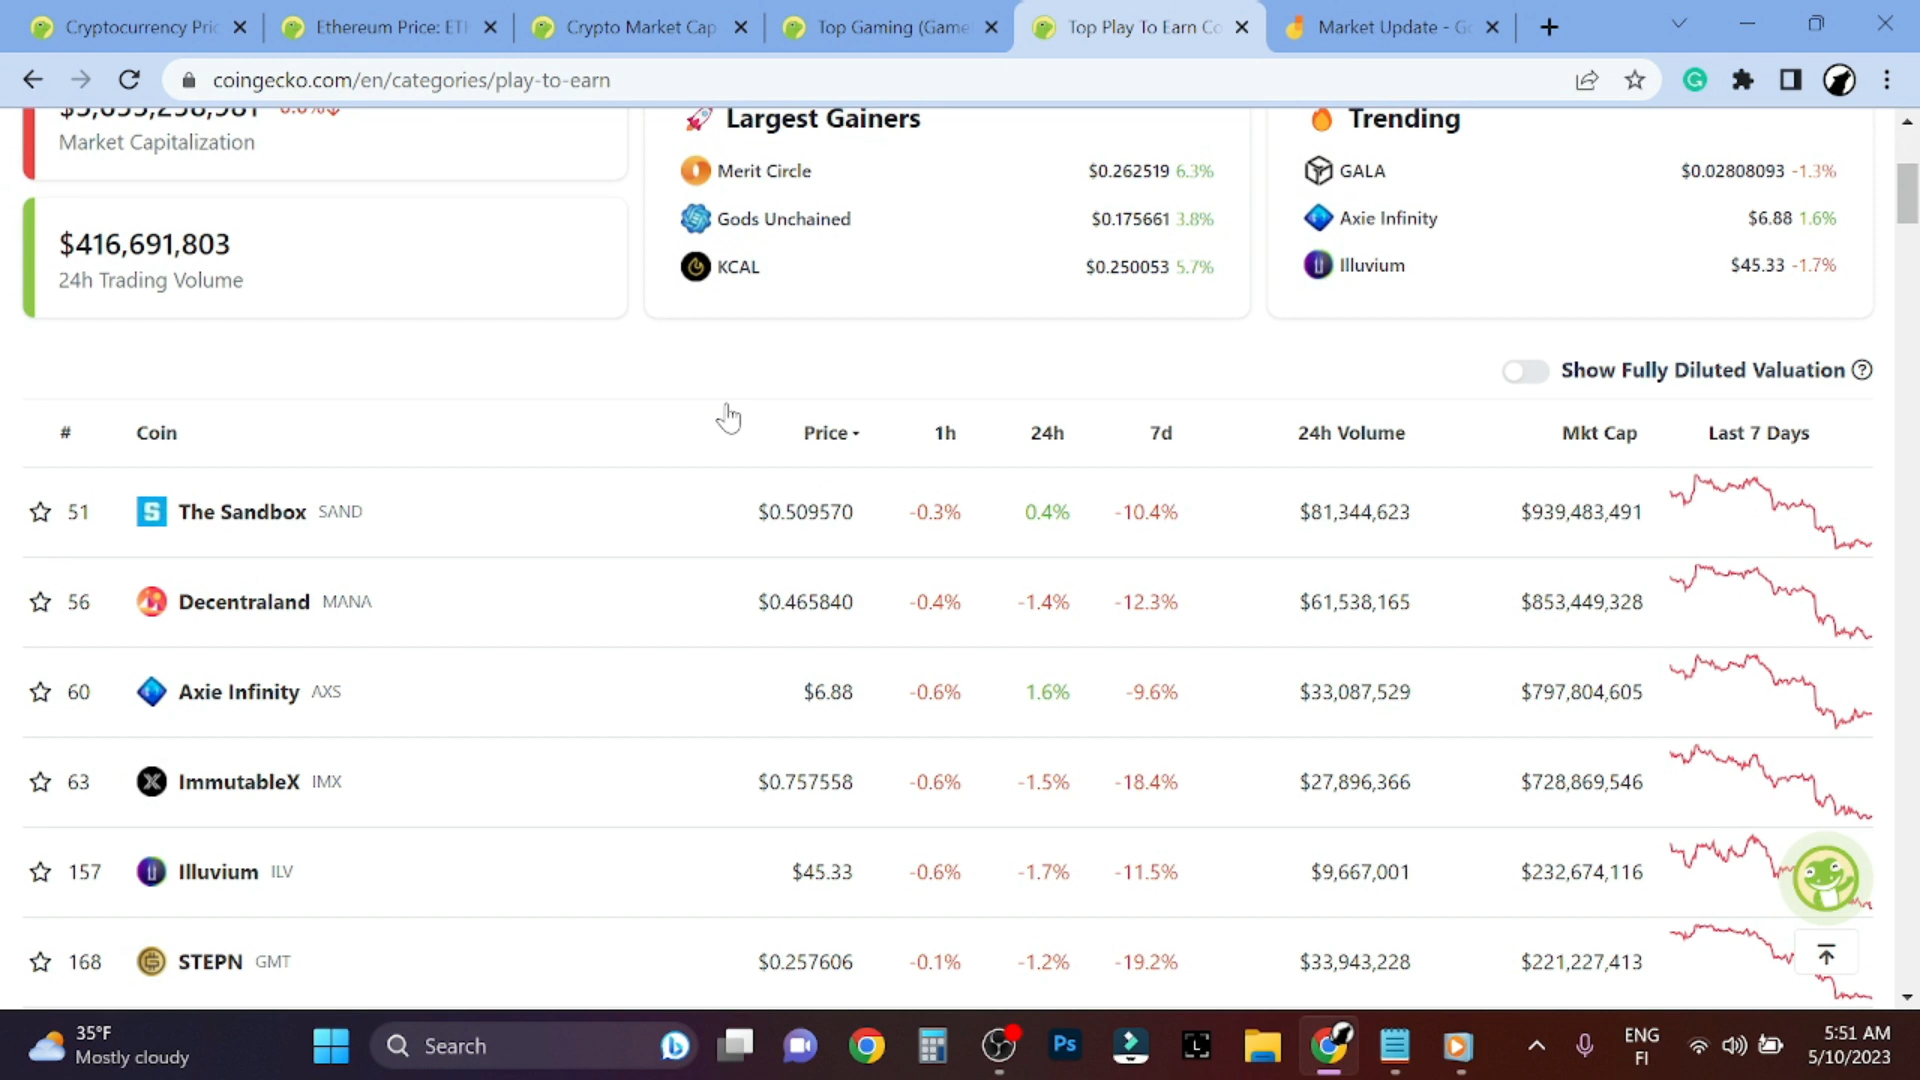 Cryptocurrency Pric
Ethereum Price: ETH
Crypto Market Cap
Top Gaming (Game
Top Play To Earn Co
Market Update - Go
coingecko.com/en/categories/play-to-earn
Market Capitalization
$416,691,803
24h Trading Volume
Largest Gainers
Merit Circle $0.262519 6.3%
Gods Unchained $0.175661 3.8%
KCAL $0.250053 5.7%
Trending
GALA $0.02808093 -1.3%
Axie Infinity $6.88 1.6%
Illuvium $45.33 -1.7%
Show Fully Diluted Valuation
# Coin Price 1h 24h 7d 24h Volume Mkt Cap Last 7 Days
51 The Sandbox SAND $0.509570 -0.3% 0.4% -10.4% $81,344,623 $939,483,491
56 Decentraland MANA $0.465840 -0.4% -1.4% -12.3% $61,538,165 $853,449,328
60 Axie Infinity AXS $6.88 -0.6% 1.6% -9.6% $33,087,529 $797,804,605
63 ImmutableX IMX $0.757558 -0.6% -1.5% -18.4% $27,896,366 $728,869,546
157 Illuvium ILV $45.33 -0.6% -1.7% -11.5% $9,667,001 $232,674,116
168 STEPN GMT $0.257606 -0.1% -1.2% -19.2% $33,943,228 $221,227,413
35°F
Mostly cloudy
Search
Ps
L
ENG
FI
5:51 AM
5/10/2023